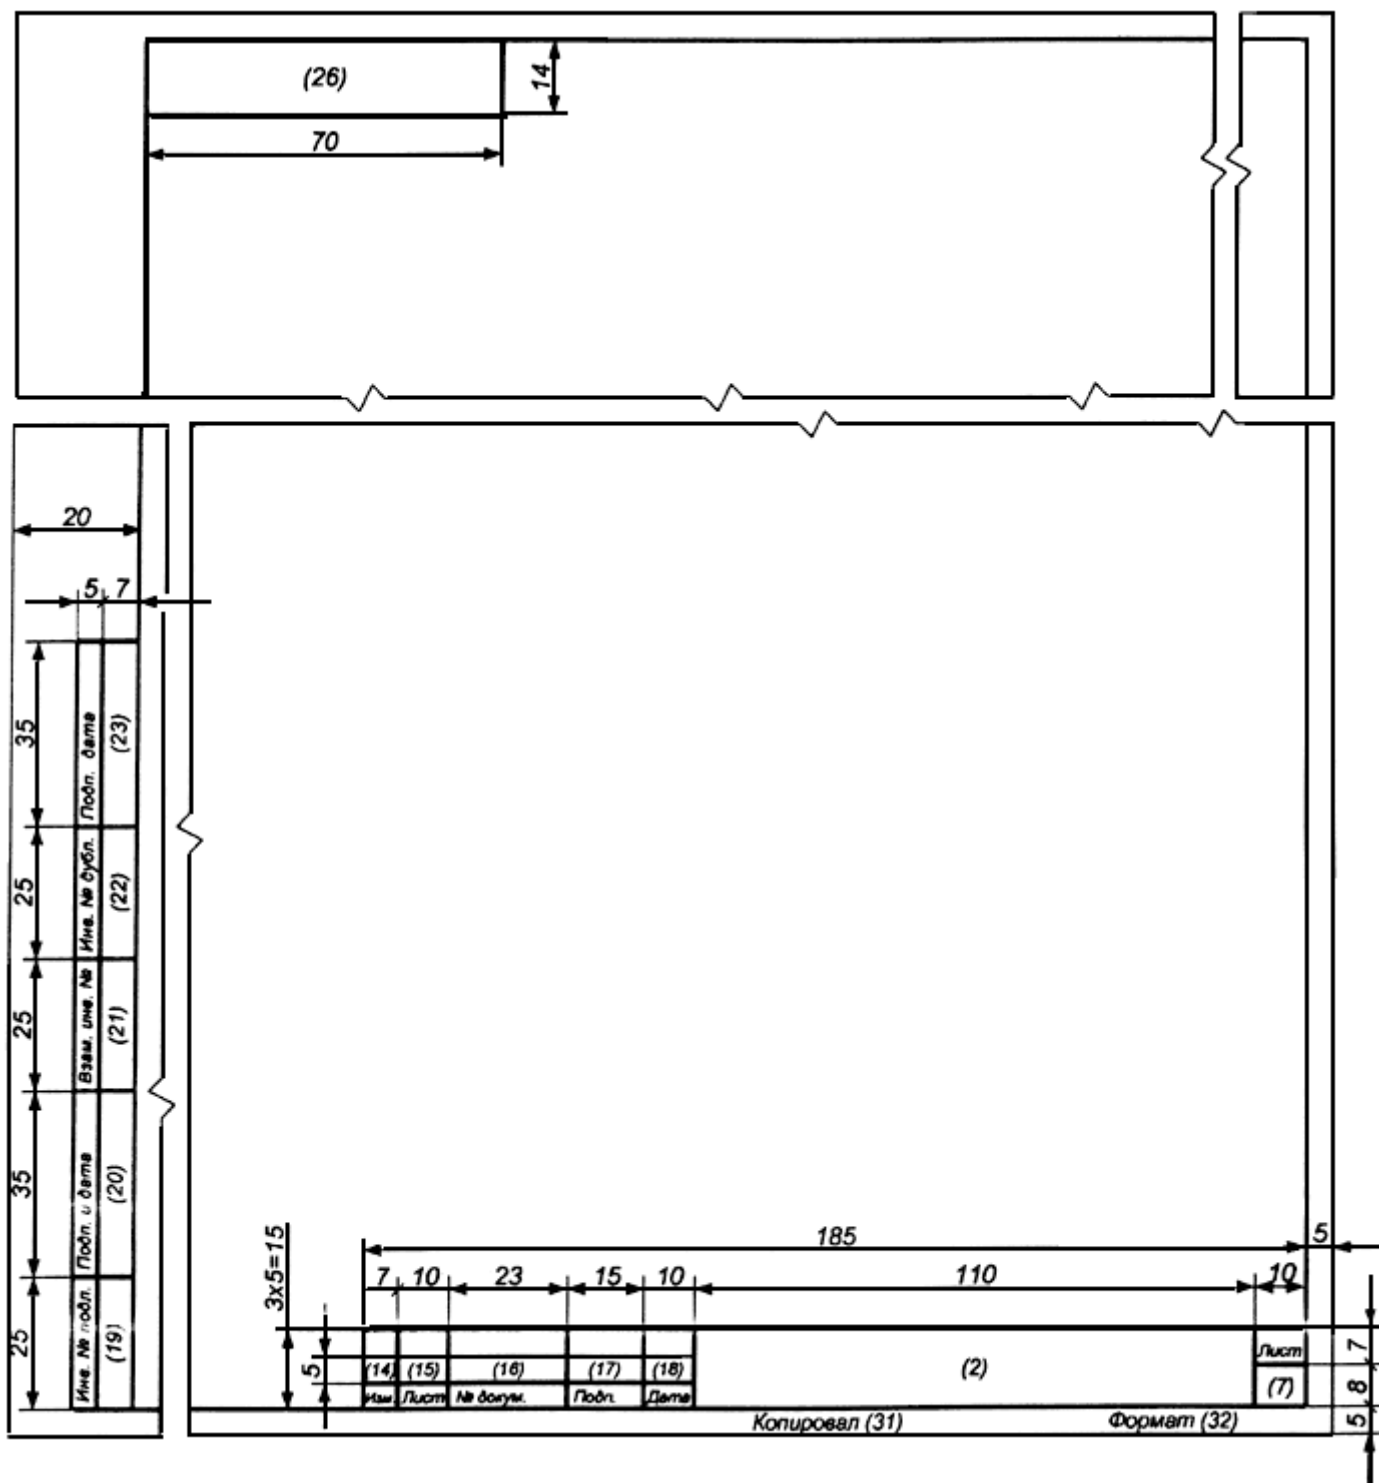 (26)
14
70
20
5 7
35
Подп. дата
(23)
25
Инв. № дубл.
(22)
25
Взам. инв. №
(21)
35
Подп. и дата
(20)
25
Инв. № подл.
(19)
185 5
3х5=15
7 10 23 15 10 110 10
5
(14) (15) (16) (17) (18)
Изм. Лист № докум. Подп. Дата
(2)
Лист
(7)
7
8
5
Копировал (31) Формат (32)